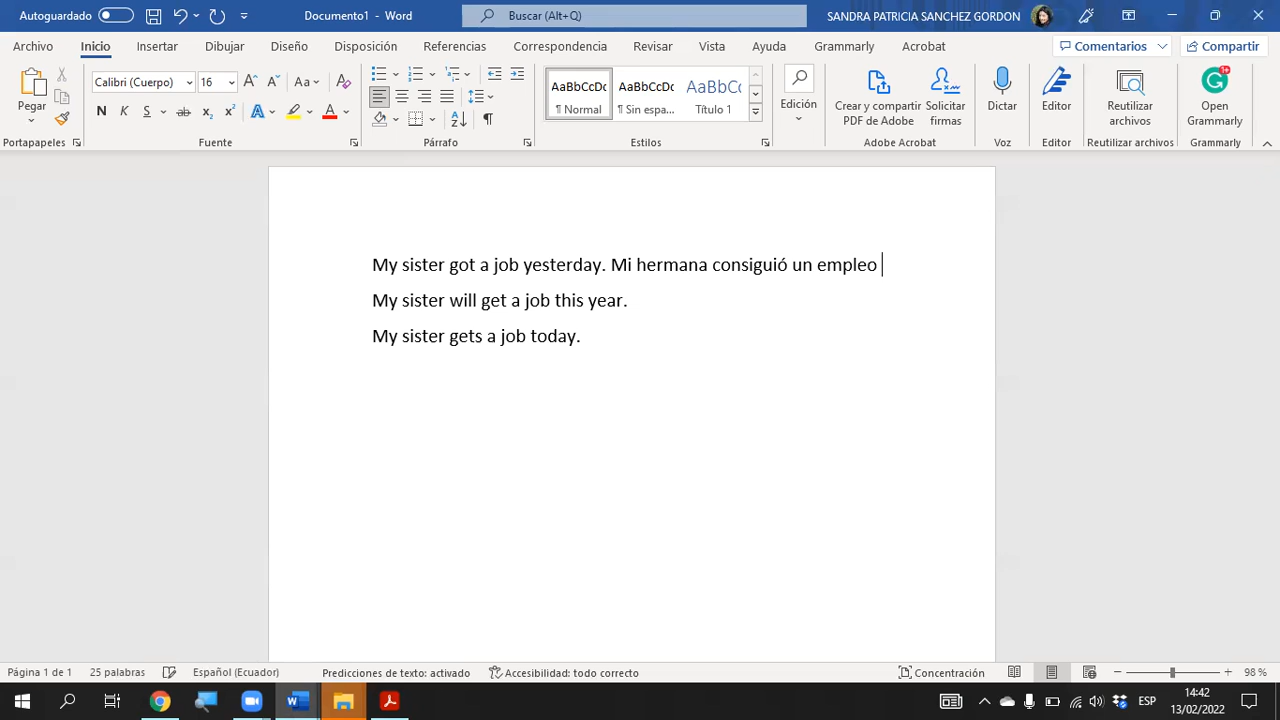 Autoguardado Documento1 - Word Buscar (Alt+Q) SANDRA PATRICIA SANCHEZ GORDON
Archivo Inicio Insertar Dibujar Diseño Disposición Referencias Correspondencia Revisar Vista Ayuda Grammarly Acrobat Comentarios Compartir
Pegar
Calibri (Cuerpo) 16
N K S ab x₂ x²
AaBbCcDc AaBbCcDc AaBbCc
¶ Normal ¶ Sin espa... Título 1
Edición
Crear y compartir PDF de Adobe
Solicitar firmas
Dictar
Editor
Reutilizar archivos
Open Grammarly
Portapapeles Fuente Párrafo Estilos Adobe Acrobat Voz Editor Reutilizar archivos Grammarly
My sister got a job yesterday. Mi hermana consiguió un empleo
My sister will get a job this year.
My sister gets a job today.
Página 1 de 1 25 palabras Español (Ecuador) Predicciones de texto: activado Accesibilidad: todo correcto Concentración 98 %
ESP 14:42
13/02/2022